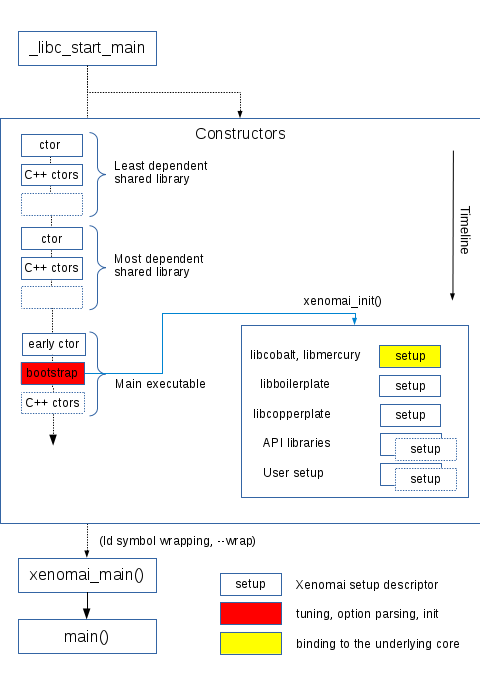 _libc_start_main
Constructors
ctor
C++ ctors
Least dependent
shared library
ctor
C++ ctors
Most dependent
shared library
Timeline
xenomai_init()
early ctor
bootstrap
C++ ctors
Main executable
libcobalt, libmercury
setup
libboilerplate
setup
libcopperplate
setup
API libraries
setup
User setup
setup
(ld symbol wrapping, --wrap)
xenomai_main()
main()
setup
Xenomai setup descriptor
tuning, option parsing, init
binding to the underlying core